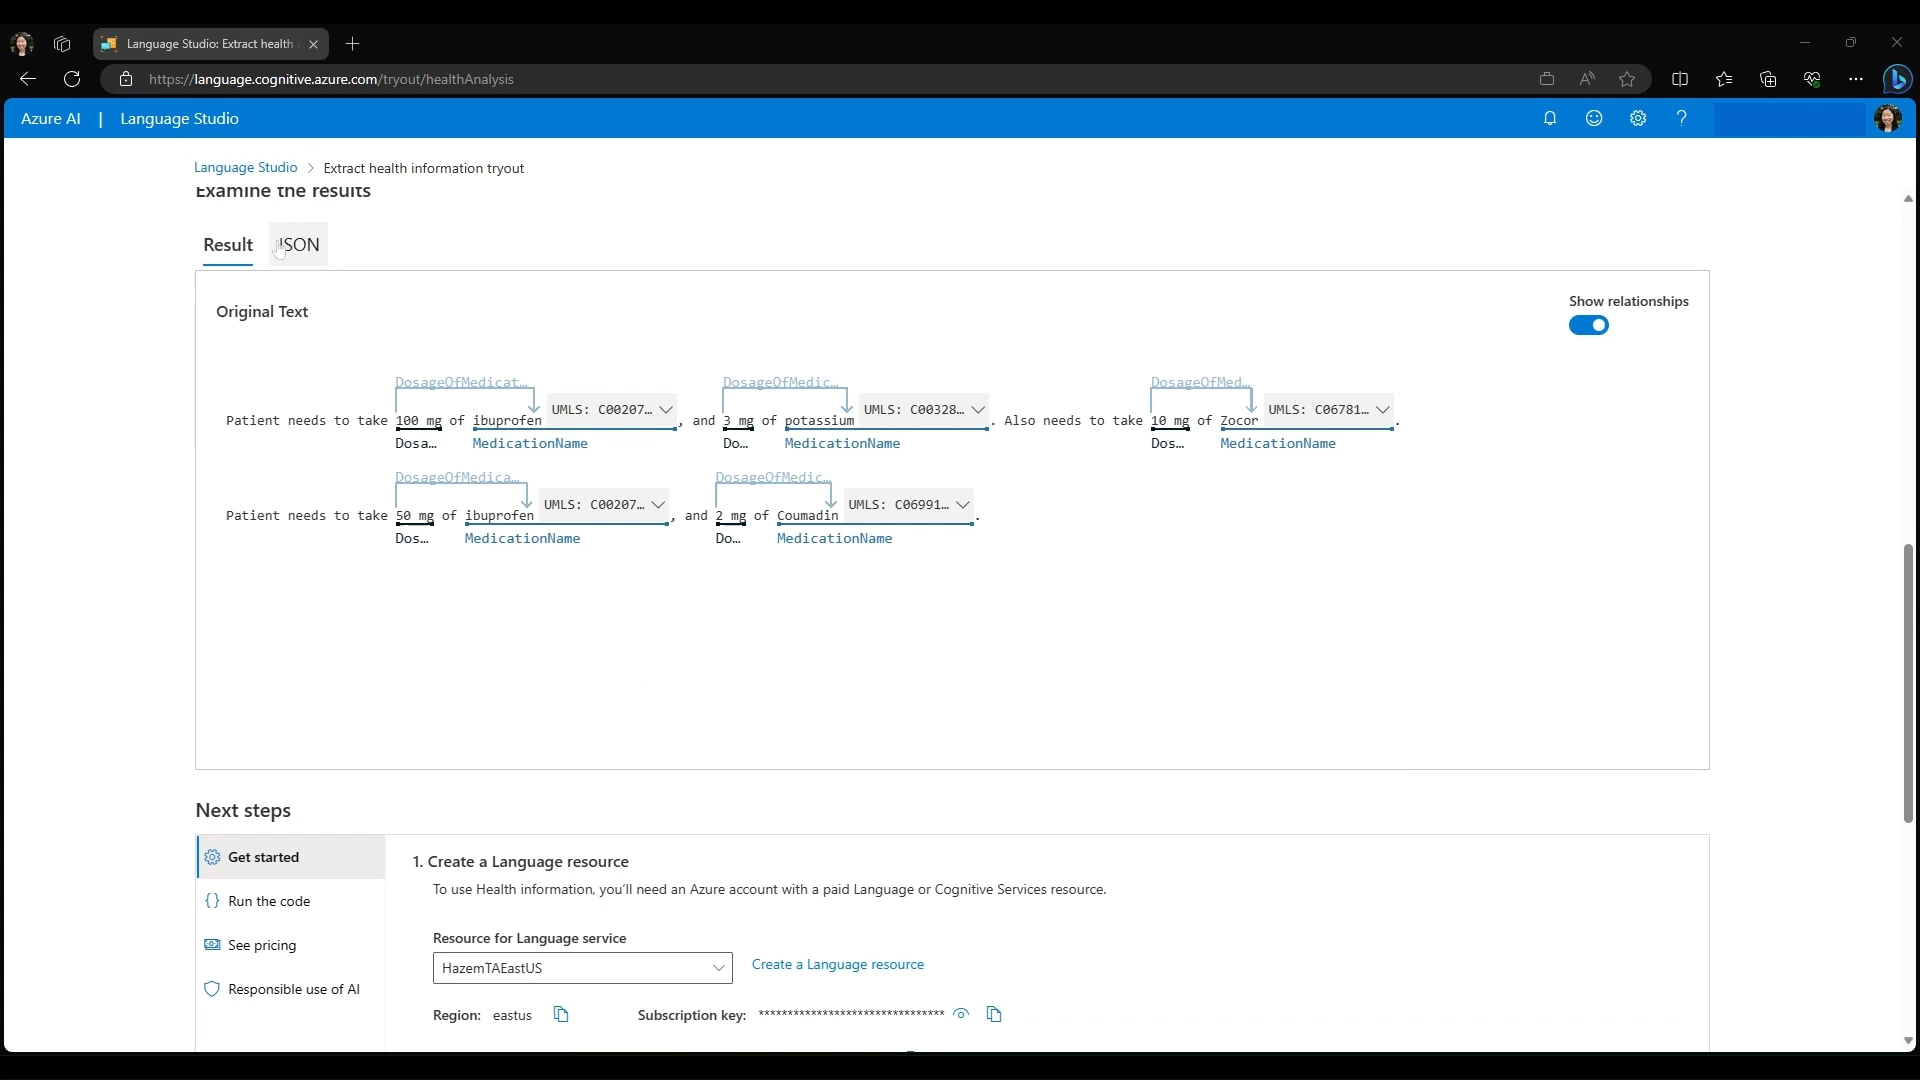 Language Studio: Extract health i
https://language.cognitive.azure.com/tryout/healthAnalysis
Azure AI | Language Studio
Language Studio > Extract health information tryout
Examine the results
Result JSON
Original Text
Show relationships
DosageOfMedicat… DosageOfMedic… DosageOfMed…
UMLS: C00207… UMLS: C00328… UMLS: C06781…
Patient needs to take 100 mg of ibuprofen , and 3 mg of potassium . Also needs to take 10 mg of Zocor .
Dosa… MedicationName Do… MedicationName Dos… MedicationName
DosageOfMedica… DosageOfMedic…
UMLS: C00207… UMLS: C06991…
Patient needs to take 50 mg of ibuprofen , and 2 mg of Coumadin .
Dos… MedicationName Do… MedicationName
Next steps
Get started
Run the code
See pricing
Responsible use of AI
1. Create a Language resource
To use Health information, you'll need an Azure account with a paid Language or Cognitive Services resource.
Resource for Language service
HazemTAEastUS
Create a Language resource
Region: eastus
Subscription key: ********************************